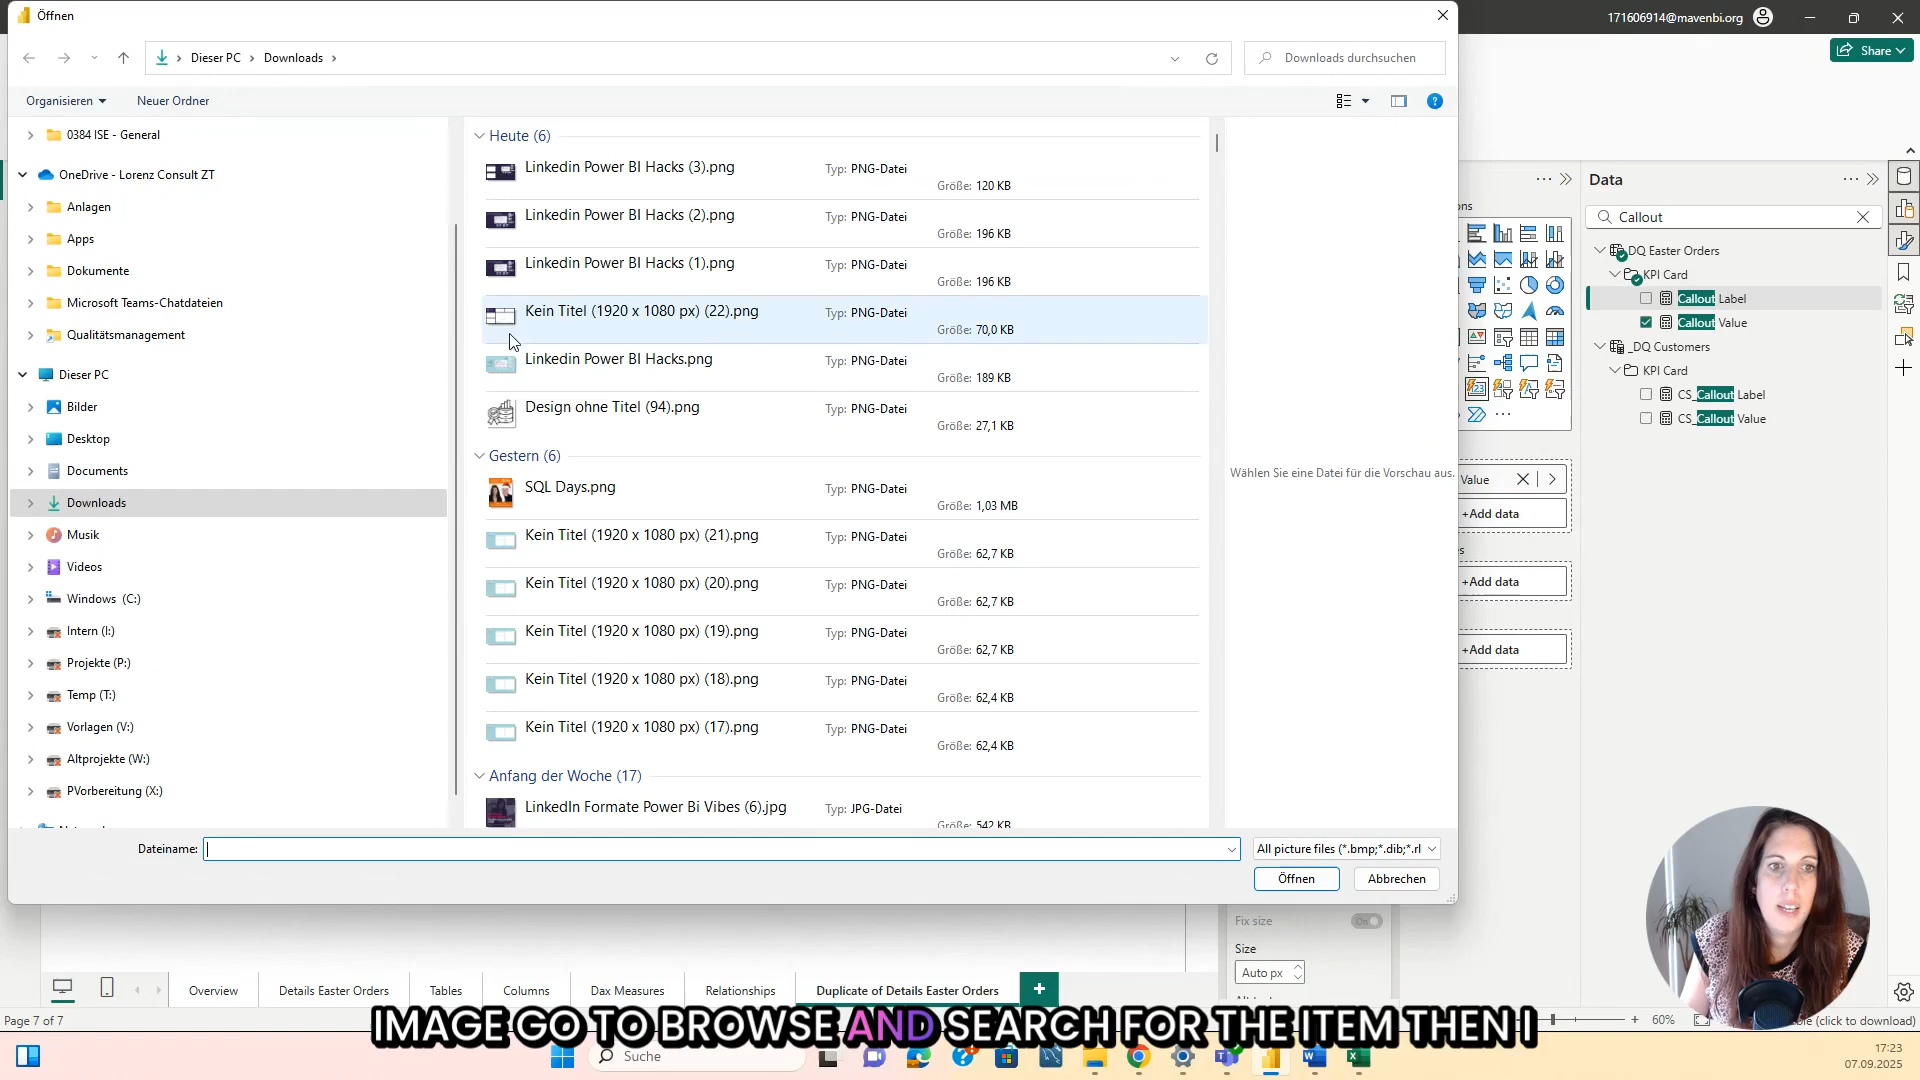 Öffnen
171606914@mavenbi.org
Dieser PC
Downloads
Downloads durchsuchen
Share
Organisieren
Neuer Ordner
0384 ISE - General
OneDrive - Lorenz Consult ZT
Anlagen
Apps
Dokumente
Microsoft Teams-Chatdateien
Qualitätsmanagement
Dieser PC
Bilder
Desktop
Documents
Downloads
Musik
Videos
Windows (C:)
Intern (I:)
Projekte (P:)
Temp (T:)
Vorlagen (V:)
Altprojekte (W:)
PVorbereitung (X:)
Heute (6)
Linkedin Power BI Hacks (3).png
Typ: PNG-Datei
Größe: 120 KB
Linkedin Power BI Hacks (2).png
Typ: PNG-Datei
Größe: 196 KB
Linkedin Power BI Hacks (1).png
Typ: PNG-Datei
Größe: 196 KB
Kein Titel (1920 x 1080 px) (22).png
Typ: PNG-Datei
Größe: 70,0 KB
Linkedin Power BI Hacks.png
Typ: PNG-Datei
Größe: 189 KB
Design ohne Titel (94).png
Typ: PNG-Datei
Größe: 27,1 KB
Gestern (6)
SQL Days.png
Typ: PNG-Datei
Größe: 1,03 MB
Kein Titel (1920 x 1080 px) (21).png
Typ: PNG-Datei
Größe: 62,7 KB
Kein Titel (1920 x 1080 px) (20).png
Typ: PNG-Datei
Größe: 62,7 KB
Kein Titel (1920 x 1080 px) (19).png
Typ: PNG-Datei
Größe: 62,7 KB
Kein Titel (1920 x 1080 px) (18).png
Typ: PNG-Datei
Größe: 62,4 KB
Kein Titel (1920 x 1080 px) (17).png
Typ: PNG-Datei
Größe: 62,4 KB
Anfang der Woche (17)
LinkedIn Formate Power Bi Vibes (6).jpg
Typ: JPG-Datei
Größe: 542 KB
Wählen Sie eine Datei für die Vorschau aus.
Dateiname:
All picture files (*.bmp;*.dib;*.rl
Öffnen
Abbrechen
ons
Value
+Add data
es
+Add data
+Add data
Data
Callout
DQ Easter Orders
KPI Card
Callout Label
Callout Value
_DQ Customers
KPI Card
CS_Callout Label
CS_Callout Value
Fix size
On
Size
Auto px
Overview
Details Easter Orders
Tables
Columns
Dax Measures
Relationships
Duplicate of Details Easter Orders
+
Page 7 of 7
60%
(click to download)
IMAGE GO TO BROWSE AND SEARCH FOR THE ITEM THEN I
Suche
17:23
07.09.2025